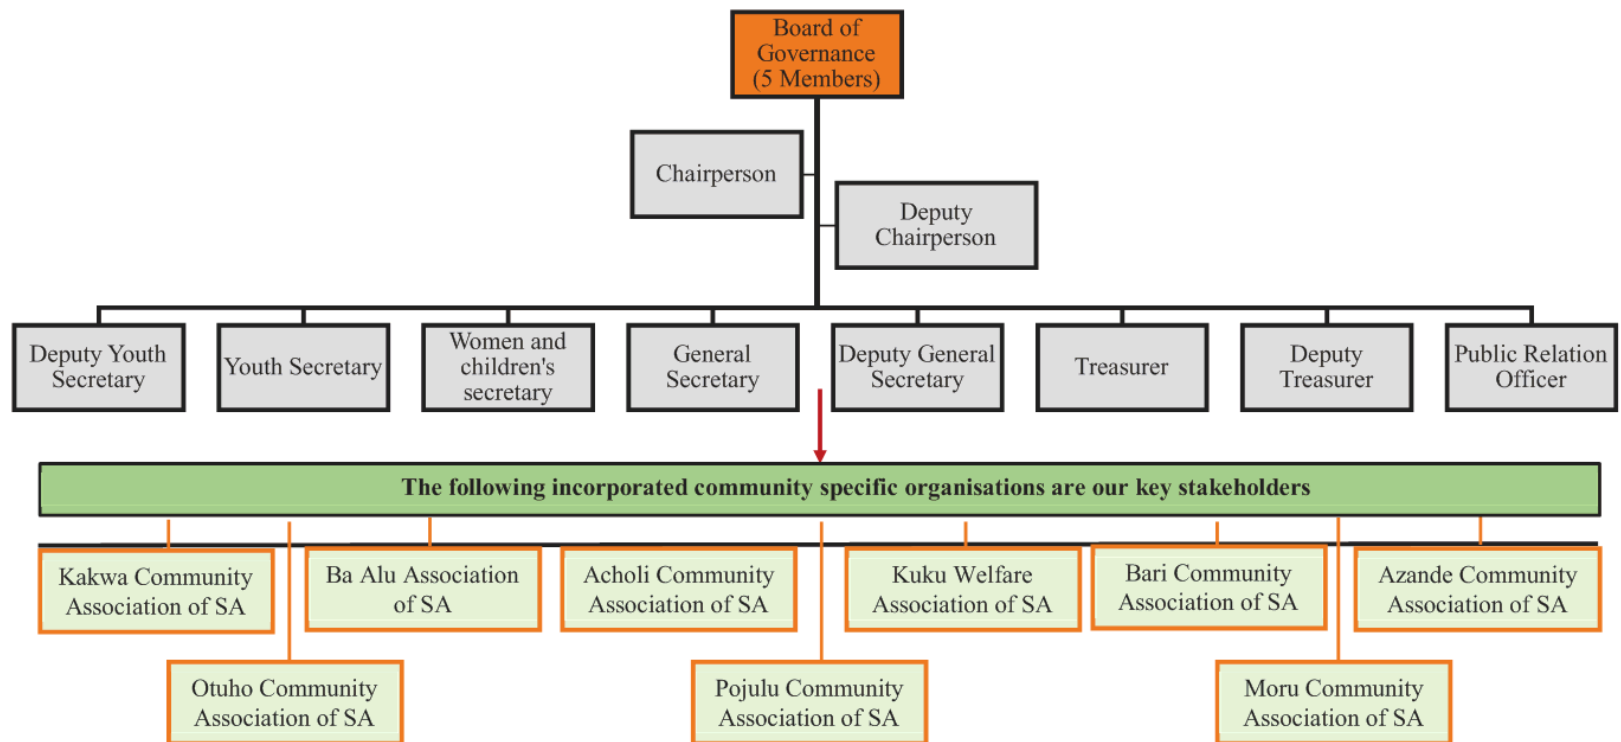 Board of
Governance
(5 Members)
Chairperson
Deputy
Chairperson
Deputy Youth
Secretary
Youth Secretary
Women and
children's
secretary
General
Secretary
Deputy General
Secretary
Treasurer
Deputy
Treasurer
Public Relation
Officer
The following incorporated community specific organisations are our key stakeholders
Kakwa Community
Association of SA
Ba Alu Association
of SA
Acholi Community
Association of SA
Kuku Welfare
Association of SA
Bari Community
Association of SA
Azande Community
Association of SA
Otuho Community
Association of SA
Pojulu Community
Association of SA
Moru Community
Association of SA